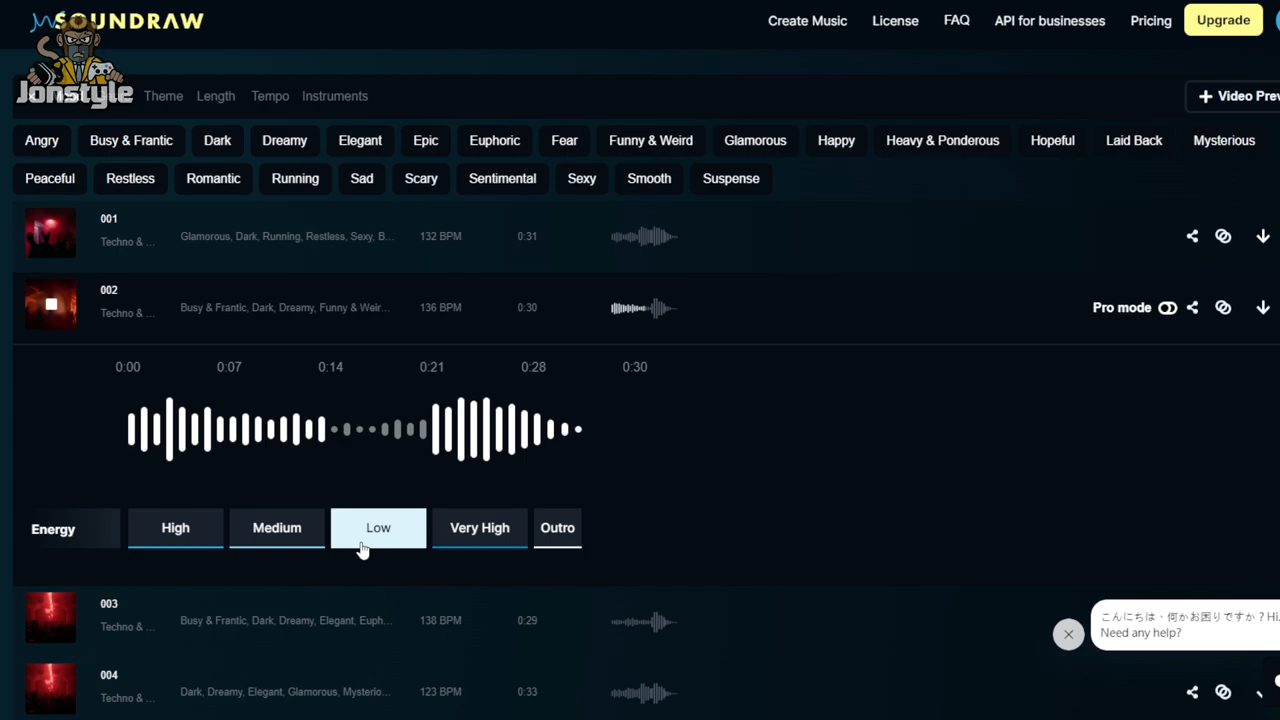 SOUNDRAW
Create Music License FAQ API for businesses Pricing Upgrade
Jonstyle
Theme Length Tempo Instruments
+ Video Prev
Angry Busy & Frantic Dark Dreamy Elegant Epic Euphoric Fear Funny & Weird Glamorous Happy Heavy & Ponderous Hopeful Laid Back Mysterious
Peaceful Restless Romantic Running Sad Scary Sentimental Sexy Smooth Suspense
001
Techno & ... Glamorous, Dark, Running, Restless, Sexy, B... 132 BPM 0:31
002
Techno & ... Busy & Frantic, Dark, Dreamy, Funny & Weir... 136 BPM 0:30 Pro mode
0:00 0:07 0:14 0:21 0:28 0:30
Energy High Medium Low Very High Outro
003
Techno & ... Busy & Frantic, Dark, Dreamy, Elegant, Euph... 138 BPM 0:29
こんにちは、何かお困りですか？Hi.
Need any help?
004
Techno & ... Dark, Dreamy, Elegant, Glamorous, Mysterio... 123 BPM 0:33